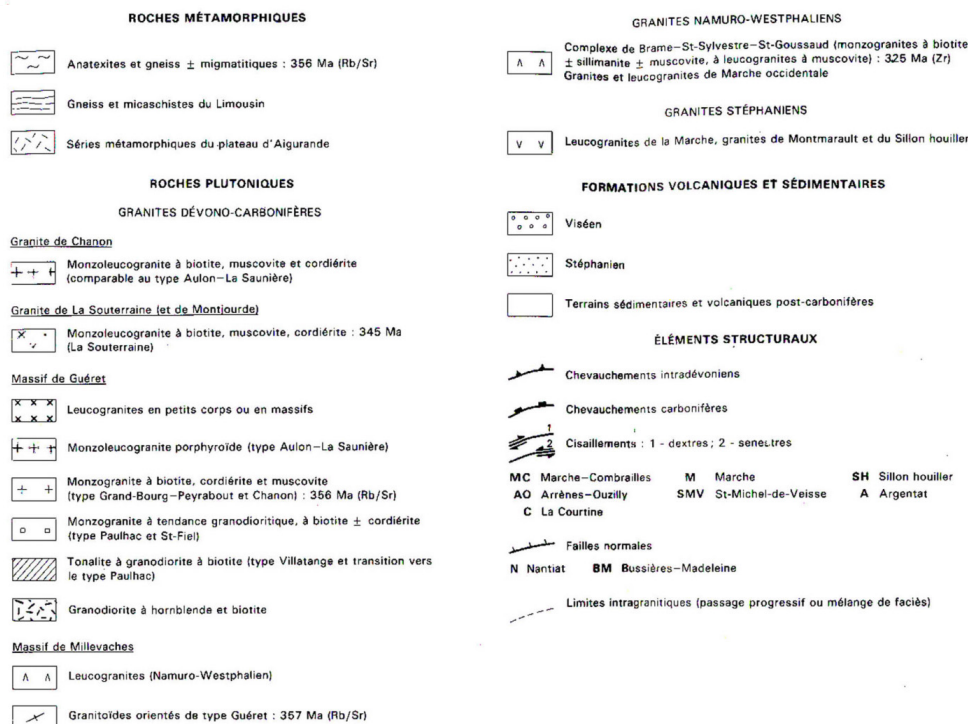 ROCHES MÉTAMORPHIQUES
Anatexites et gneiss ± migmatitiques : 356 Ma (Rb/Sr)
Gneiss et micaschistes du Limousin
Séries métamorphiques du plateau d'Aigurande
ROCHES PLUTONIQUES
GRANITES DÉVONO-CARBONIFÈRES
Granite de Chanon
Monzoleucogranite à biotite, muscovite et cordiérite
(comparable au type Aulon—La Saunière)
Granite de La Souterraine (et de Montjourde)
Monzoleucogranite à biotite, muscovite, cordiérite : 345 Ma
(La Souterraine)
Massif de Guéret
Leucogranites en petits corps ou en massifs
Monzoleucogranite porphyroïde (type Aulon—La Saunière)
Monzogranite à biotite, cordiérite et muscovite
(type Grand-Bourg—Peyrabout et Chanon) : 356 Ma (Rb/Sr)
Monzogranite à tendance granodioritique, à biotite ± cordiérite
(type Paulhac et St-Fiel)
Tonalite à granodiorite à biotite (type Villatange et transition vers
le type Paulhac)
Granodiorite à hornblende et biotite
Massif de Millevaches
Leucogranites (Namuro-Westphalien)
Granitoïdes orientés de type Guéret : 357 Ma (Rb/Sr)
GRANITES NAMURO-WESTPHALIENS
Complexe de Brame—St-Sylvestre—St-Goussaud (monzogranites à biotite
± sillimanite ± muscovite, à leucogranites à muscovite) : 325 Ma (Zr)
Granites et leucogranites de Marche occidentale
GRANITES STÉPHANIENS
Leucogranites de la Marche, granites de Montmarault et du Sillon houiller
FORMATIONS VOLCANIQUES ET SÉDIMENTAIRES
Viséen
Stéphanien
Terrains sédimentaires et volcaniques post-carbonifères
ÉLÉMENTS STRUCTURAUX
Chevauchements intradévoniens
Chevauchements carbonifères
1
2
Cisaillements : 1 - dextres ; 2 - senestres
MC Marche—Combrailles M Marche SH Sillon houiller
AO Arrènes—Ouzilly SMV St-Michel-de-Veisse A Argentat
C La Courtine
Failles normales
N Nantiat BM Bussières—Madeleine
Limites intragranitiques (passage progressif ou mélange de faciès)